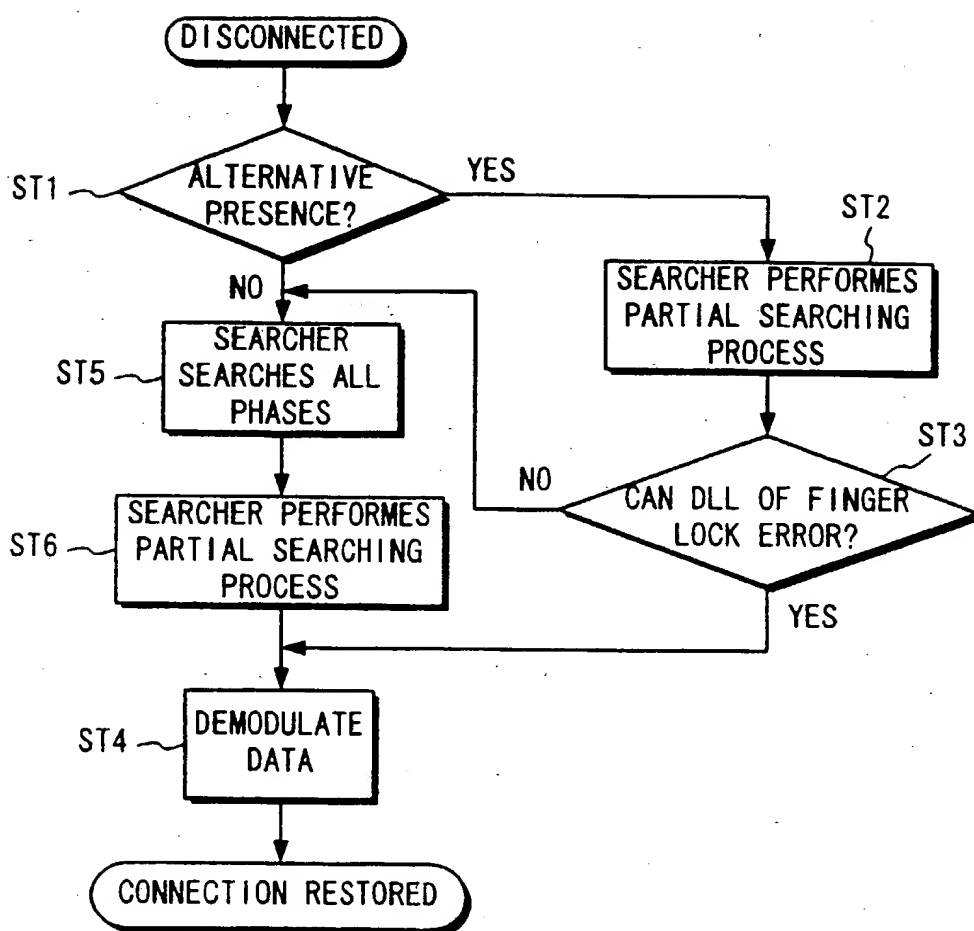 DISCONNECTED
ST1
ALTERNATIVE
PRESENCE?
YES
ST2
SEARCHER PERFORMES
PARTIAL SEARCHING
PROCESS
NO
ST5
SEARCHER
SEARCHES ALL
PHASES
ST3
NO
CAN DLL OF FINGER
LOCK ERROR?
YES
ST6
SEARCHER PERFORMES
PARTIAL SEARCHING
PROCESS
ST4
DEMODULATE
DATA
CONNECTION RESTORED